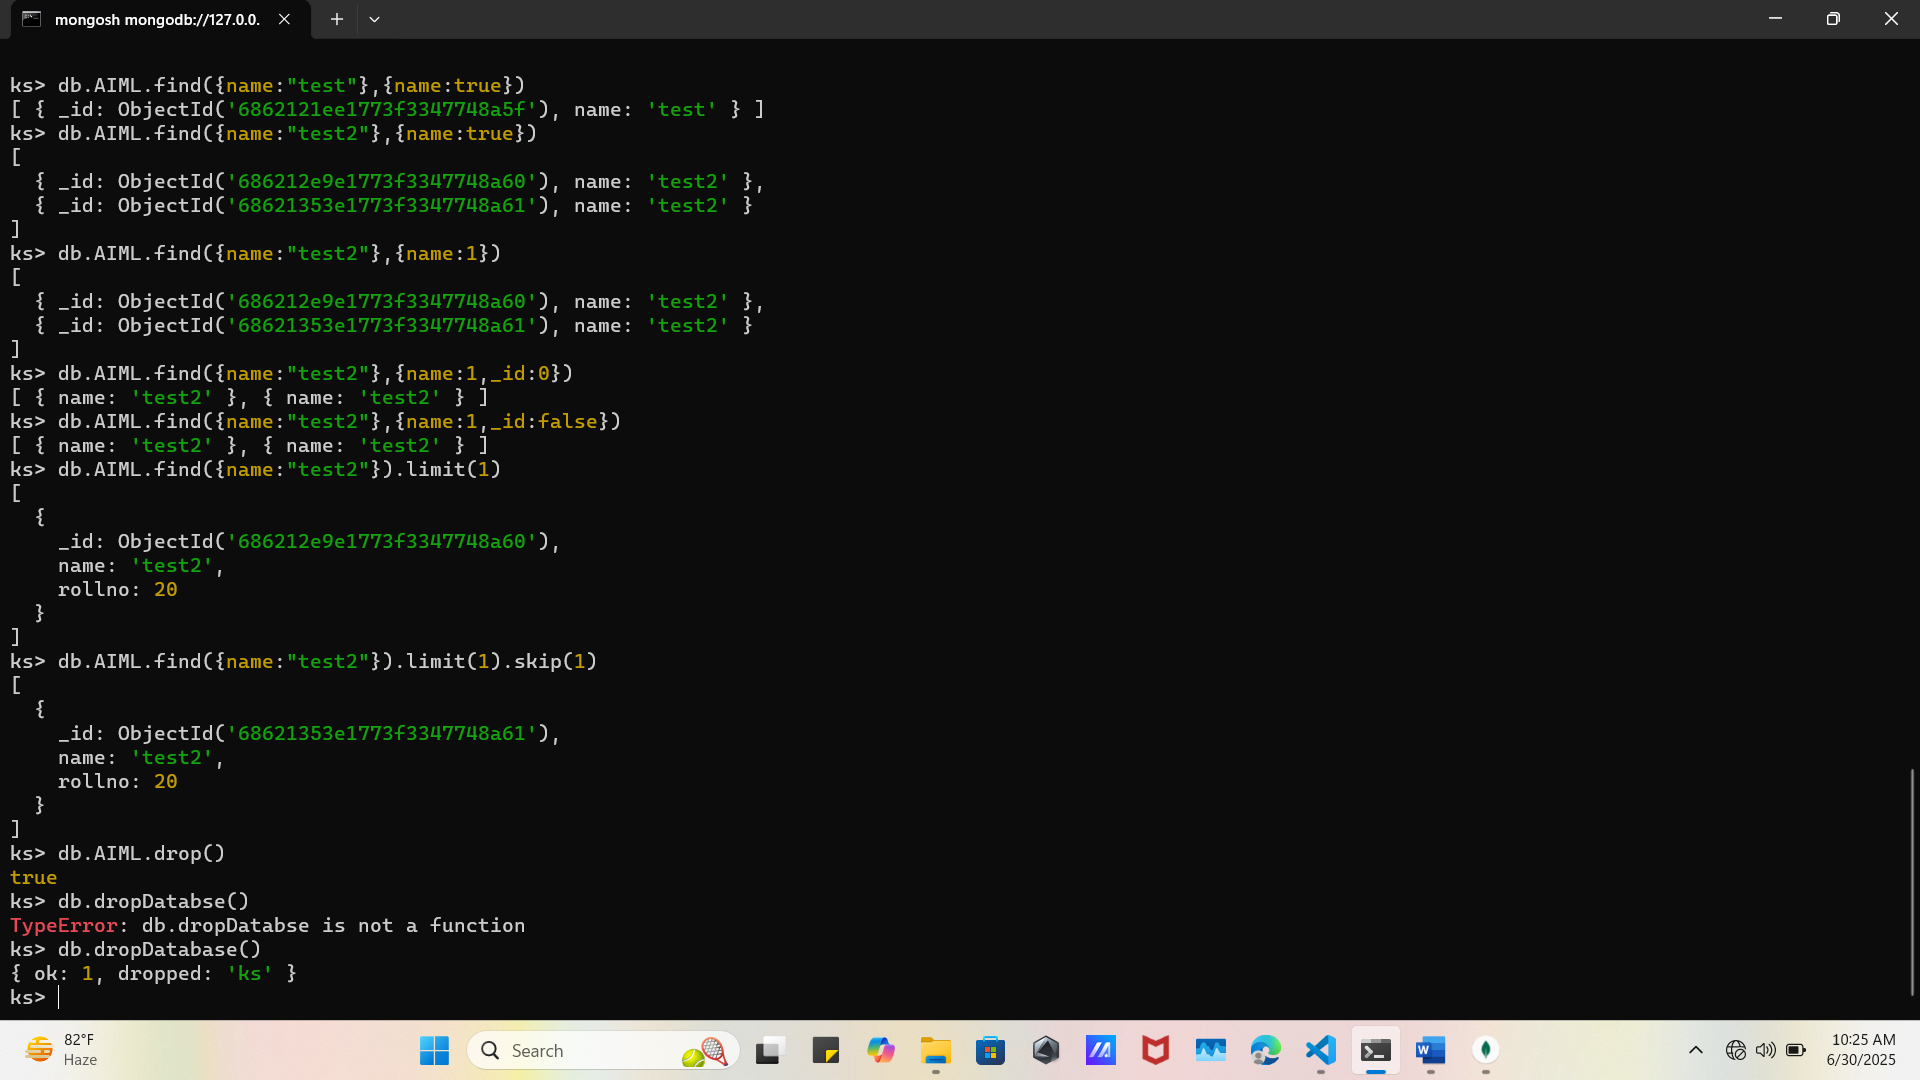 mongosh mongodb://127.0.0.
ks> db.AIML.find({name:"test"},{name:true})
[ { _id: ObjectId('6862121ee1773f3347748a5f'), name: 'test' } ]
ks> db.AIML.find({name:"test2"},{name:true})
[
  { _id: ObjectId('686212e9e1773f3347748a60'), name: 'test2' },
  { _id: ObjectId('68621353e1773f3347748a61'), name: 'test2' }
]
ks> db.AIML.find({name:"test2"},{name:1})
[
  { _id: ObjectId('686212e9e1773f3347748a60'), name: 'test2' },
  { _id: ObjectId('68621353e1773f3347748a61'), name: 'test2' }
]
ks> db.AIML.find({name:"test2"},{name:1,_id:0})
[ { name: 'test2' }, { name: 'test2' } ]
ks> db.AIML.find({name:"test2"},{name:1,_id:false})
[ { name: 'test2' }, { name: 'test2' } ]
ks> db.AIML.find({name:"test2"}).limit(1)
[
  {
    _id: ObjectId('686212e9e1773f3347748a60'),
    name: 'test2',
    rollno: 20
  }
]
ks> db.AIML.find({name:"test2"}).limit(1).skip(1)
[
  {
    _id: ObjectId('68621353e1773f3347748a61'),
    name: 'test2',
    rollno: 20
  }
]
ks> db.AIML.drop()
true
ks> db.dropDatabse()
TypeError: db.dropDatabse is not a function
ks> db.dropDatabase()
{ ok: 1, dropped: 'ks' }
ks>
82°F
Haze
Search
10:25 AM
6/30/2025